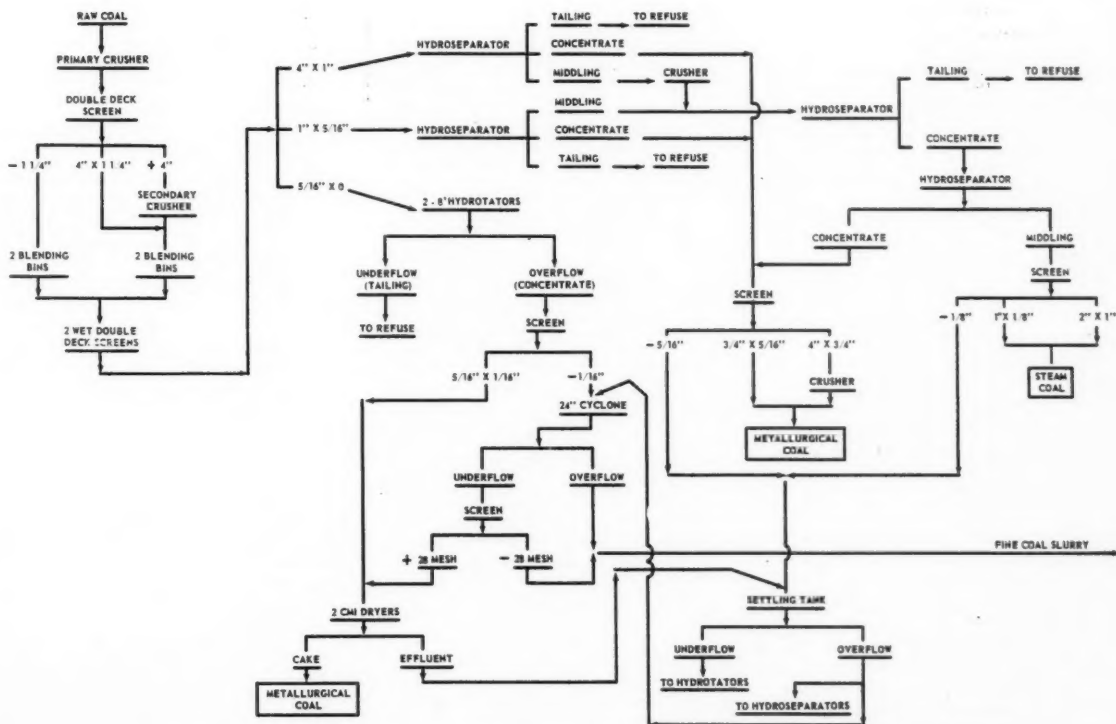 RAW COAL
PRIMARY CRUSHER
DOUBLE DECK
SCREEN
- 1 1/4"
4" X 1 1/4"
+ 4"
SECONDARY
CRUSHER
2 BLENDING
BINS
2 BLENDING
BINS
2 WET DOUBLE
DECK SCREENS
4" X 1"
1" X 5/16"
5/16" X 0
HYDROSEPARATOR
TAILING
TO REFUSE
CONCENTRATE
MIDDLING
CRUSHER
HYDROSEPARATOR
MIDDLING
CONCENTRATE
TAILING
TO REFUSE
HYDROSEPARATOR
TAILING
TO REFUSE
CONCENTRATE
HYDROSEPARATOR
CONCENTRATE
MIDDLING
SCREEN
- 1/8"
1" X 1/8"
2" X 1"
STEAM
COAL
2 - 8' HYDROTATORS
UNDERFLOW
(TAILING)
TO REFUSE
OVERFLOW
(CONCENTRATE)
SCREEN
5/16" X 1/16"
-1/16"
24" CYCLONE
UNDERFLOW
OVERFLOW
SCREEN
+ 28 MESH
- 28 MESH
2 CMI DRYERS
CAKE
EFFLUENT
METALLURGICAL
COAL
SCREEN
- 5/16"
3/4" X 5/16"
4" X 3/4"
CRUSHER
METALLURGICAL
COAL
FINE COAL SLURRY
SETTLING TANK
UNDERFLOW
OVERFLOW
TO HYDROTATORS
TO HYDROSEPARATORS